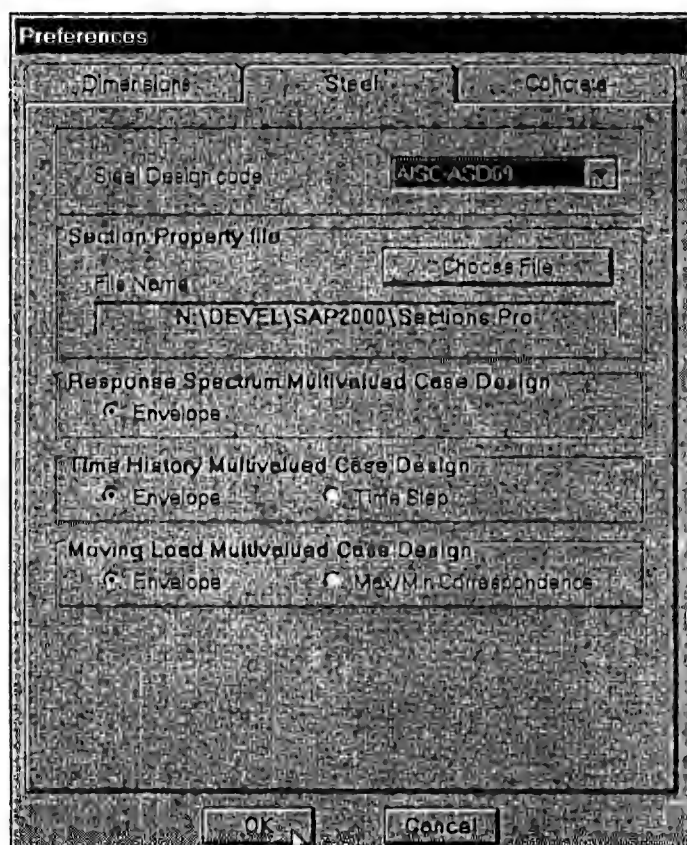 Preferences
Dimensions Steel Concrete
Steel Design code AISC-ASD89
Section Property file
Choose File
File Name
N:\DEVEL\SAP2000\Sections.Pro
Response Spectrum Multivalued Case Design
Envelope
Time History Multivalued Case Design
Envelope Time Step
Moving Load Multivalued Case Design
Envelope Max/Min Correspondence
OK Cancel